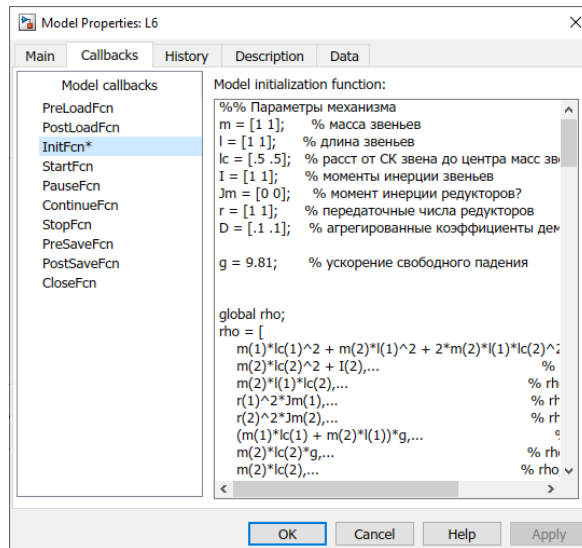 Model Properties: L6
Main Callbacks History Description Data
Model callbacks
PreLoadFcn
PostLoadFcn
InitFcn*
StartFcn
PauseFcn
ContinueFcn
StopFcn
PreSaveFcn
PostSaveFcn
CloseFcn
Model initialization function:
%% Параметры механизма
m = [1 1]; % масса звеньев
l = [1 1]; % длина звеньев
lc = [.5 .5]; % расст от СК звена до центра масс
I = [1 1]; % моменты инерции звеньев
Jm = [0 0]; % момент инерции редукторов?
r = [1 1]; % передаточные числа редукторов
D = [.1 .1]; % агрегированные коэффициенты
g = 9.81; % ускорение свободного падения
global rho;
rho = [
m(1)*lc(1)^2 + m(2)*l(1)^2 + 2*m(2)*l(1)*lc(2)^2
m(2)*lc(2)^2 + I(2),... %
m(2)*l(1)*lc(2),... % rh
r(1)^2*Jm(1),... % rh
r(2)^2*Jm(2),... % rh
(m(1)*lc(1) + m(2)*l(1))*g,...
m(2)*lc(2)*g,... % rh
m(2)*lc(2),... % rho
OK Cancel Help Apply